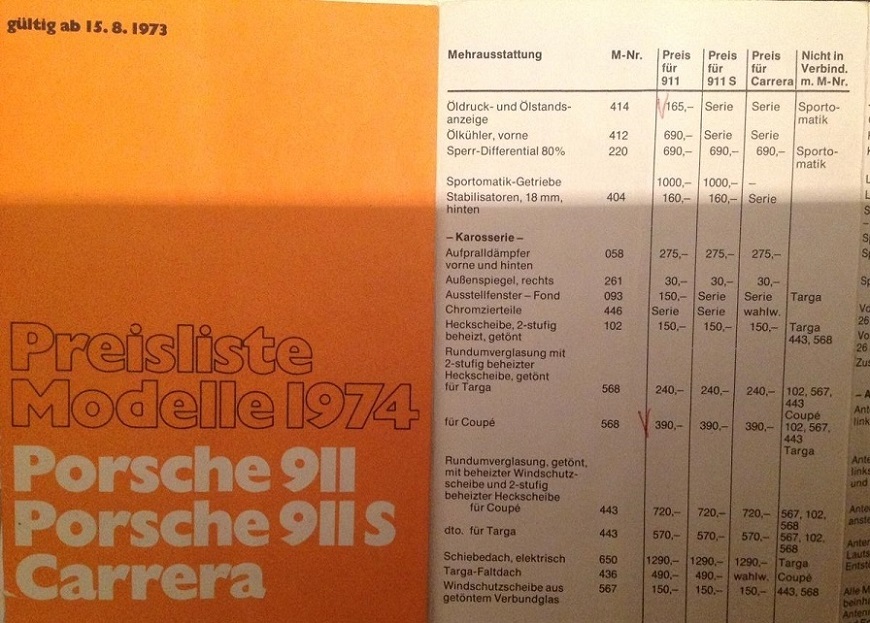 gültig ab 15. 8. 1973
Preisliste
Modelle 1974
Porsche 911
Porsche 911 S
Carrera
Mehrausstattung M-Nr. Preis für 911 Preis für 911 S Preis für Carrera Nicht in Verbind. m. M-Nr.
Öldruck- und Ölstands- 414 165,– Serie Serie Sporto-
anzeige matik
Ölkühler, vorne 412 690,– Serie Serie
Sperr-Differential 80% 220 690,– 690,– 690,– Sporto-
matik
Sportomatik-Getriebe 1000,– 1000,– –
Stabilisatoren, 18 mm, 404 160,– 160,– Serie
hinten
– Karosserie –
Aufpralldämpfer 058 275,– 275,– 275,–
vorne und hinten
Außenspiegel, rechts 261 30,– 30,– 30,–
Ausstellfenster – Fond 093 150,– Serie Serie Targa
Chromzierteile 446 Serie Serie wahlw.
Heckscheibe, 2-stufig 102 150,– 150,– 150,– Targa
beheizt, getönt 443, 568
Rundumverglasung mit
2-stufig beheizter
Heckscheibe, getönt
für Targa 568 240,– 240,– 240,– 102, 567,
443
Coupé
für Coupé 568 390,– 390,– 390,– 102, 567,
443
Targa
Rundumverglasung, getönt,
mit beheizter Windschutz-
scheibe und 2-stufig
beheizter Heckscheibe
für Coupé 443 720,– 720,– 720,– 567, 102,
568
dto. für Targa 443 570,– 570,– 570,– 567, 102,
568
Schiebedach, elektrisch 650 1290,– 1290,– 1290,– Targa
Targa-Faltdach 436 490,– 490,– wahlw. Coupé
Windschutzscheibe aus 567 150,– 150,– 150,– 443, 568
getöntem Verbundglas